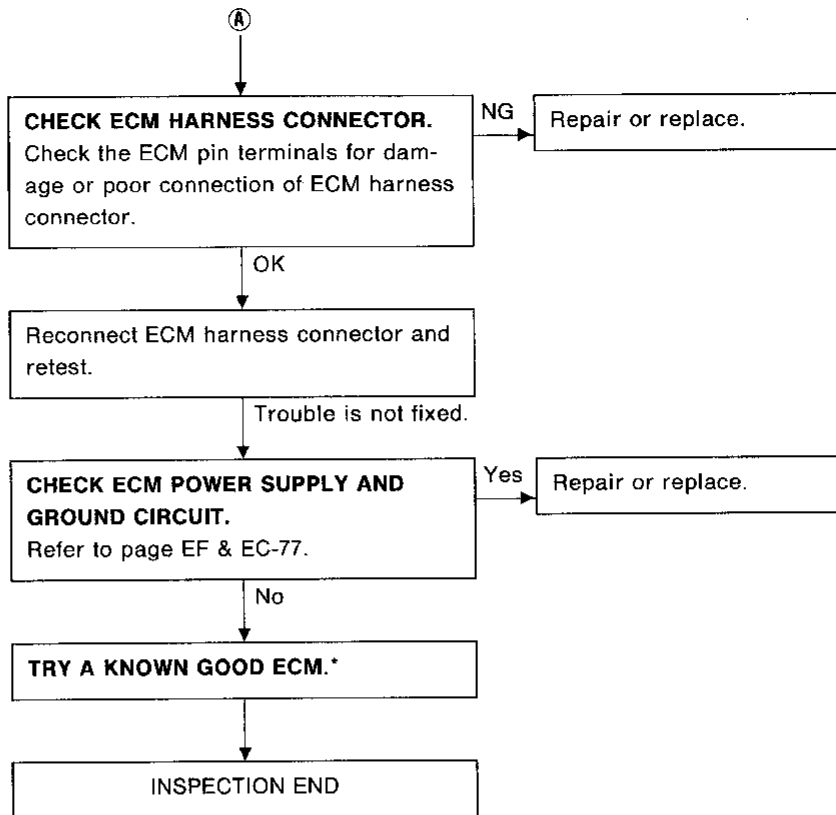 A
CHECK ECM HARNESS CONNECTOR.
Check the ECM pin terminals for dam-
age or poor connection of ECM harness
connector.
NG
Repair or replace.
OK
Reconnect ECM harness connector and
retest.
Trouble is not fixed.
CHECK ECM POWER SUPPLY AND
GROUND CIRCUIT.
Refer to page EF & EC-77.
Yes
Repair or replace.
No
TRY A KNOWN GOOD ECM.*
INSPECTION END